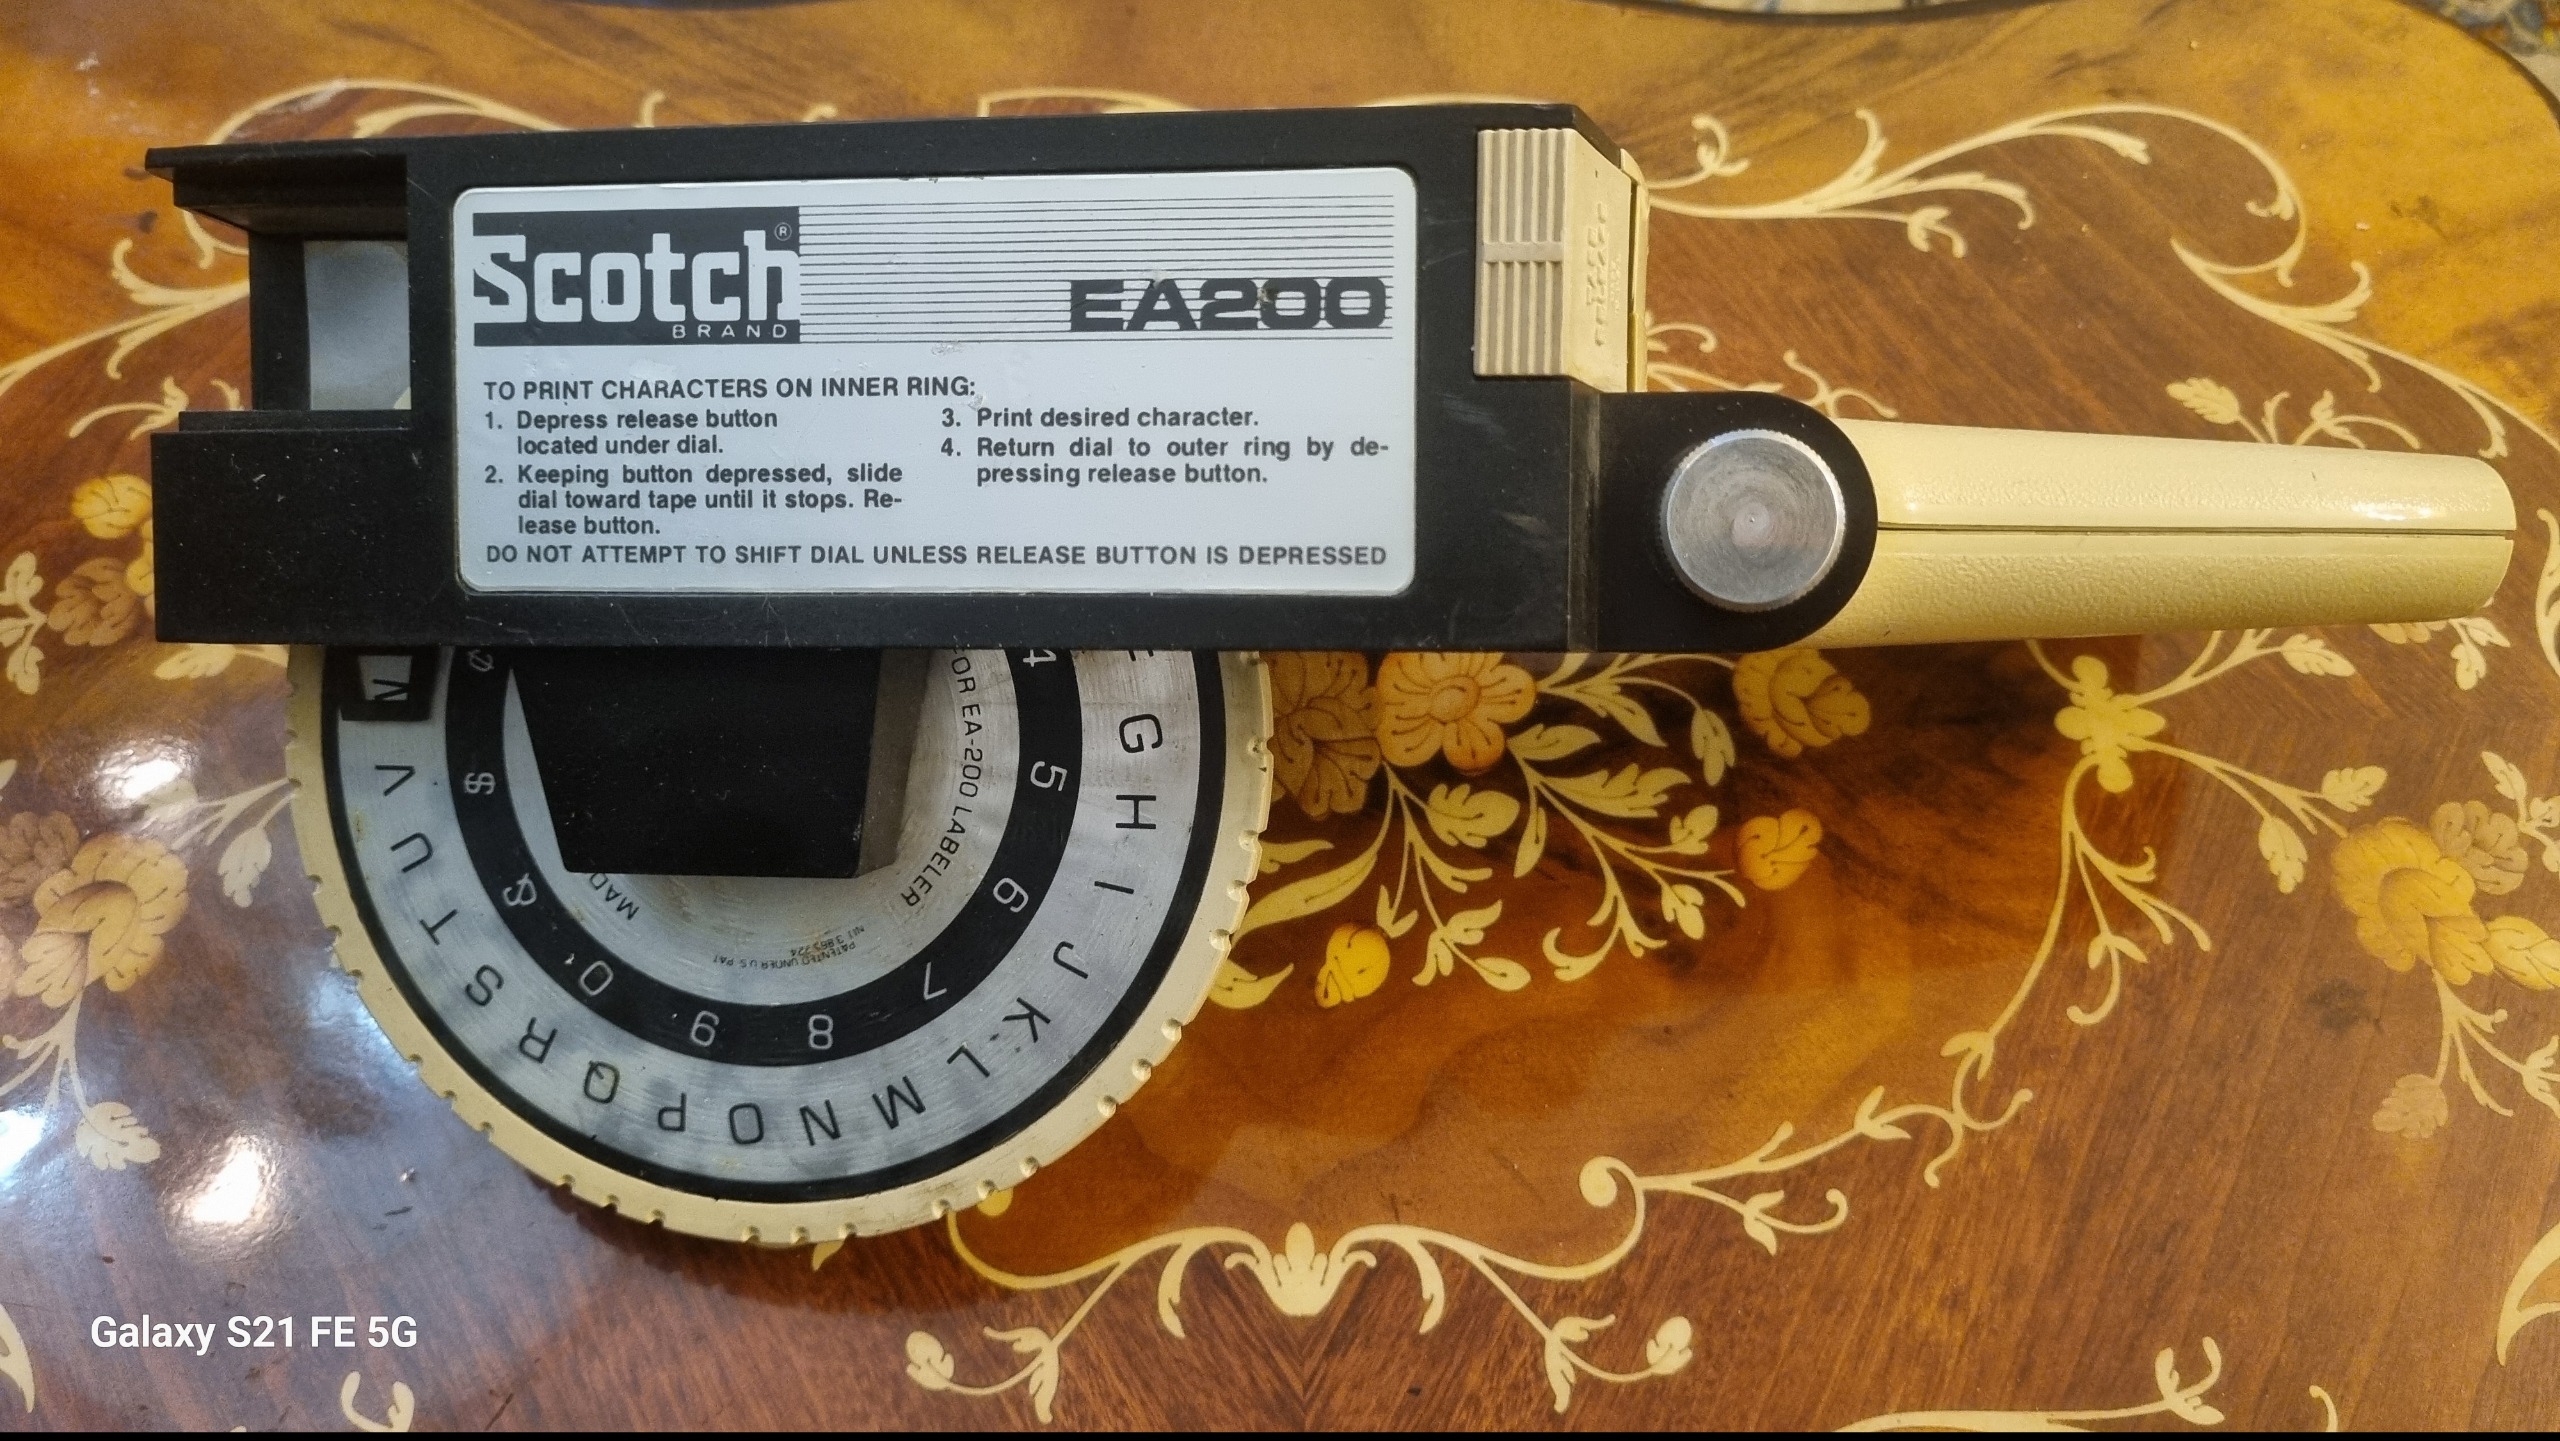 Scotch®
BRAND
EA200
TO PRINT CHARACTERS ON INNER RING:
1. Depress release button
located under dial.
2. Keeping button depressed, slide
dial toward tape until it stops. Re-
lease button.
3. Print desired character.
4. Return dial to outer ring by de-
pressing release button.
DO NOT ATTEMPT TO SHIFT DIAL UNLESS RELEASE BUTTON IS DEPRESSED
G H I J K L M N O P Q R S T U V W
4 5 6 7 8 9 0 & $
FOR EA-200 LABELER
MAD
PATENTED UNDER U.S. PAT
Galaxy S21 FE 5G